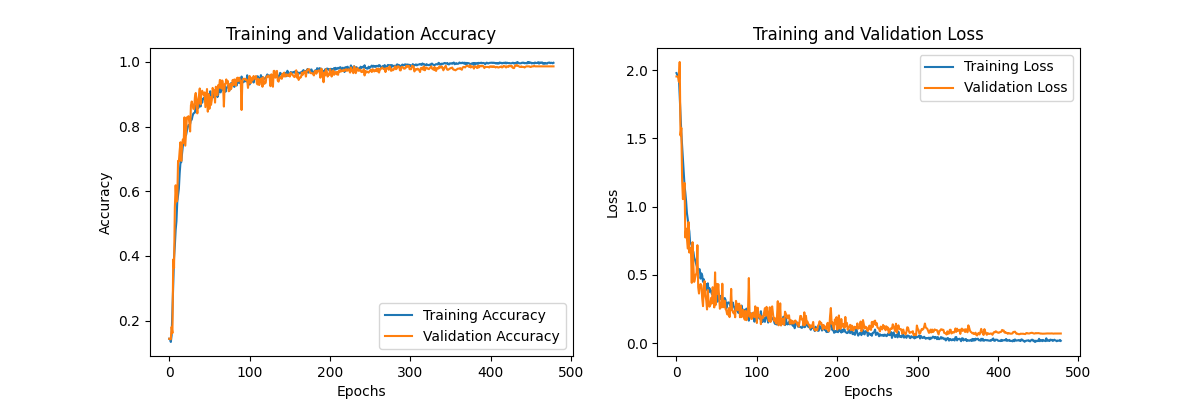 Training and Validation Accuracy
Accuracy
1.0
0.8
0.6
0.4
0.2
0 100 200 300 400 500
Epochs
Training Accuracy
Validation Accuracy
Training and Validation Loss
Loss
2.0
1.5
1.0
0.5
0.0
0 100 200 300 400 500
Epochs
Training Loss
Validation Loss